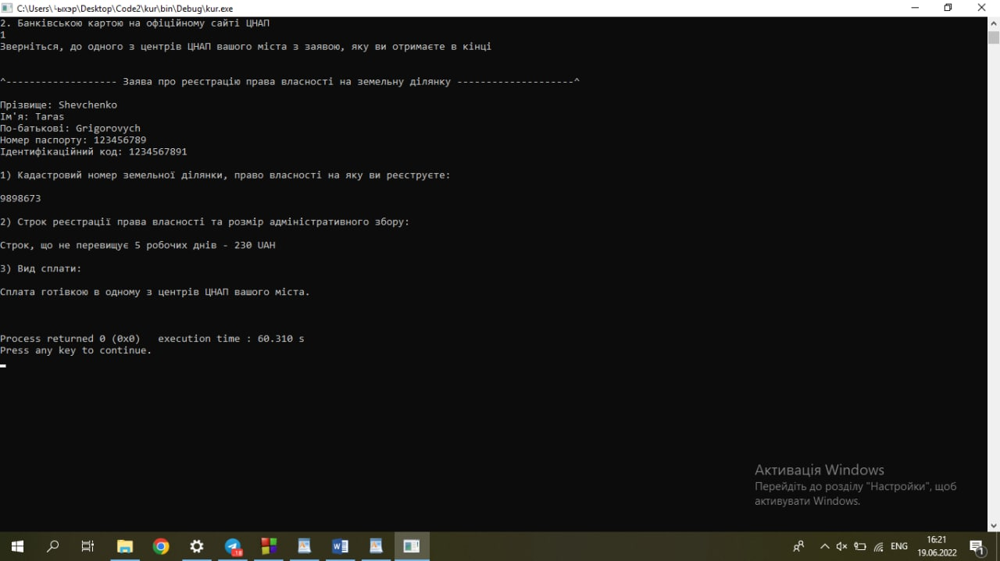 C:\Users\Ⴑыхэр\Desktop\Code2\kur\bin\Debug\kur.exe
2. Банківською картою на офіційному сайті ЦНАП
1
Зверніться, до одного з центрів ЦНАП вашого міста з заявою, яку ви отримаєте в кінці
^------------------- Заява про реєстрацію права власності на земельну ділянку --------------------^
Прізвище: Shevchenko
Ім'я: Taras
По-батькові: Grigorovych
Номер паспорту: 123456789
Ідентифікаційний код: 1234567891
1) Кадастровий номер земельної ділянки, право власності на яку ви реєструєте:
9898673
2) Строк реєстрації права власності та розмір адміністративного збору:
Строк, що не перевищує 5 робочих днів - 230 UAH
3) Вид сплати:
Сплата готівкою в одному з центрів ЦНАП вашого міста.
Process returned 0 (0x0)   execution time : 60.310 s
Press any key to continue.
Активація Windows
Перейдіть до розділу "Настройки", щоб
активувати Windows.
18
ENG
16:21
19.06.2022
1